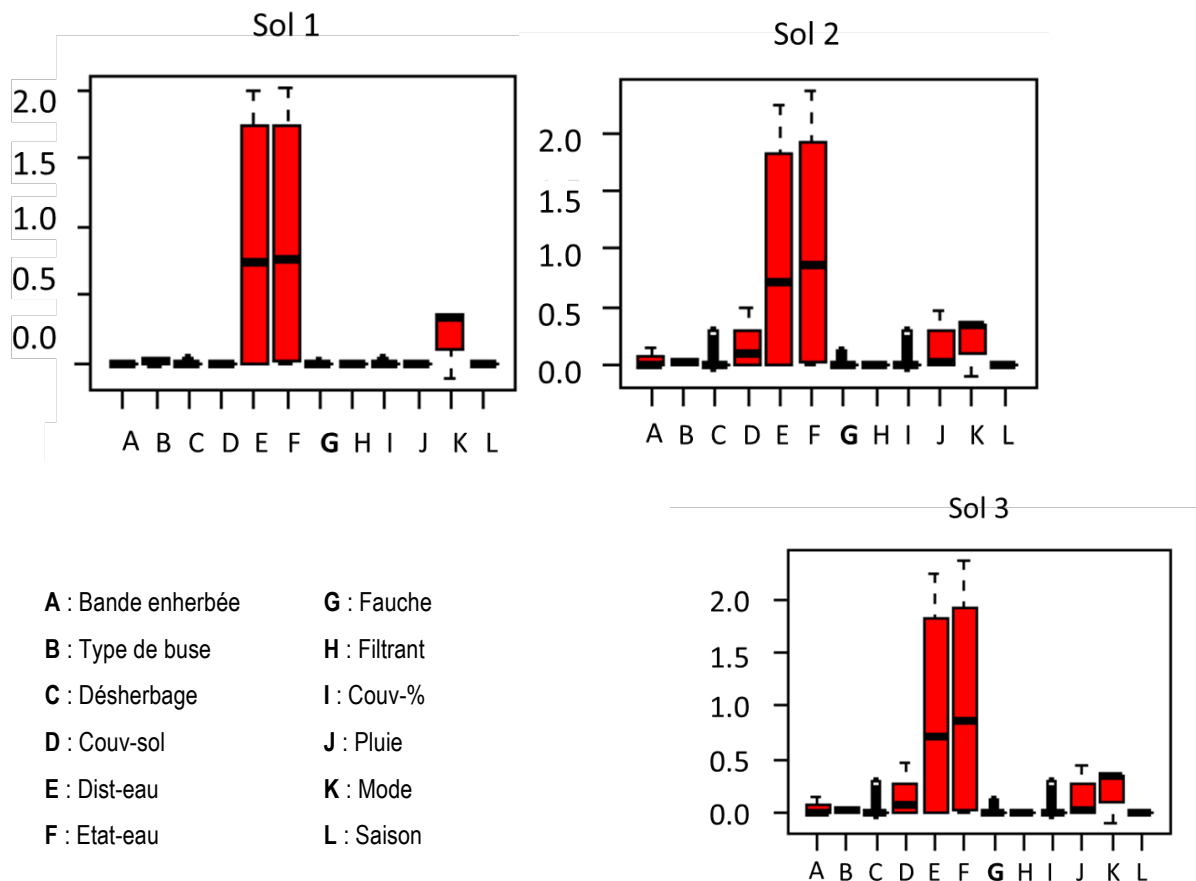 Sol 1
2.0
1.5
1.0
0.5
0.0
A B C D E F G H I J K L
Sol 2
2.0
1.5
1.0
0.5
0.0
A B C D E F G H I J K L
Sol 3
2.0
1.5
1.0
0.5
0.0
A B C D E F G H I J K L
A : Bande enherbée
B : Type de buse
C : Désherbage
D : Couv-sol
E : Dist-eau
F : Etat-eau
G : Fauche
H : Filtrant
I : Couv-%
J : Pluie
K : Mode
L : Saison